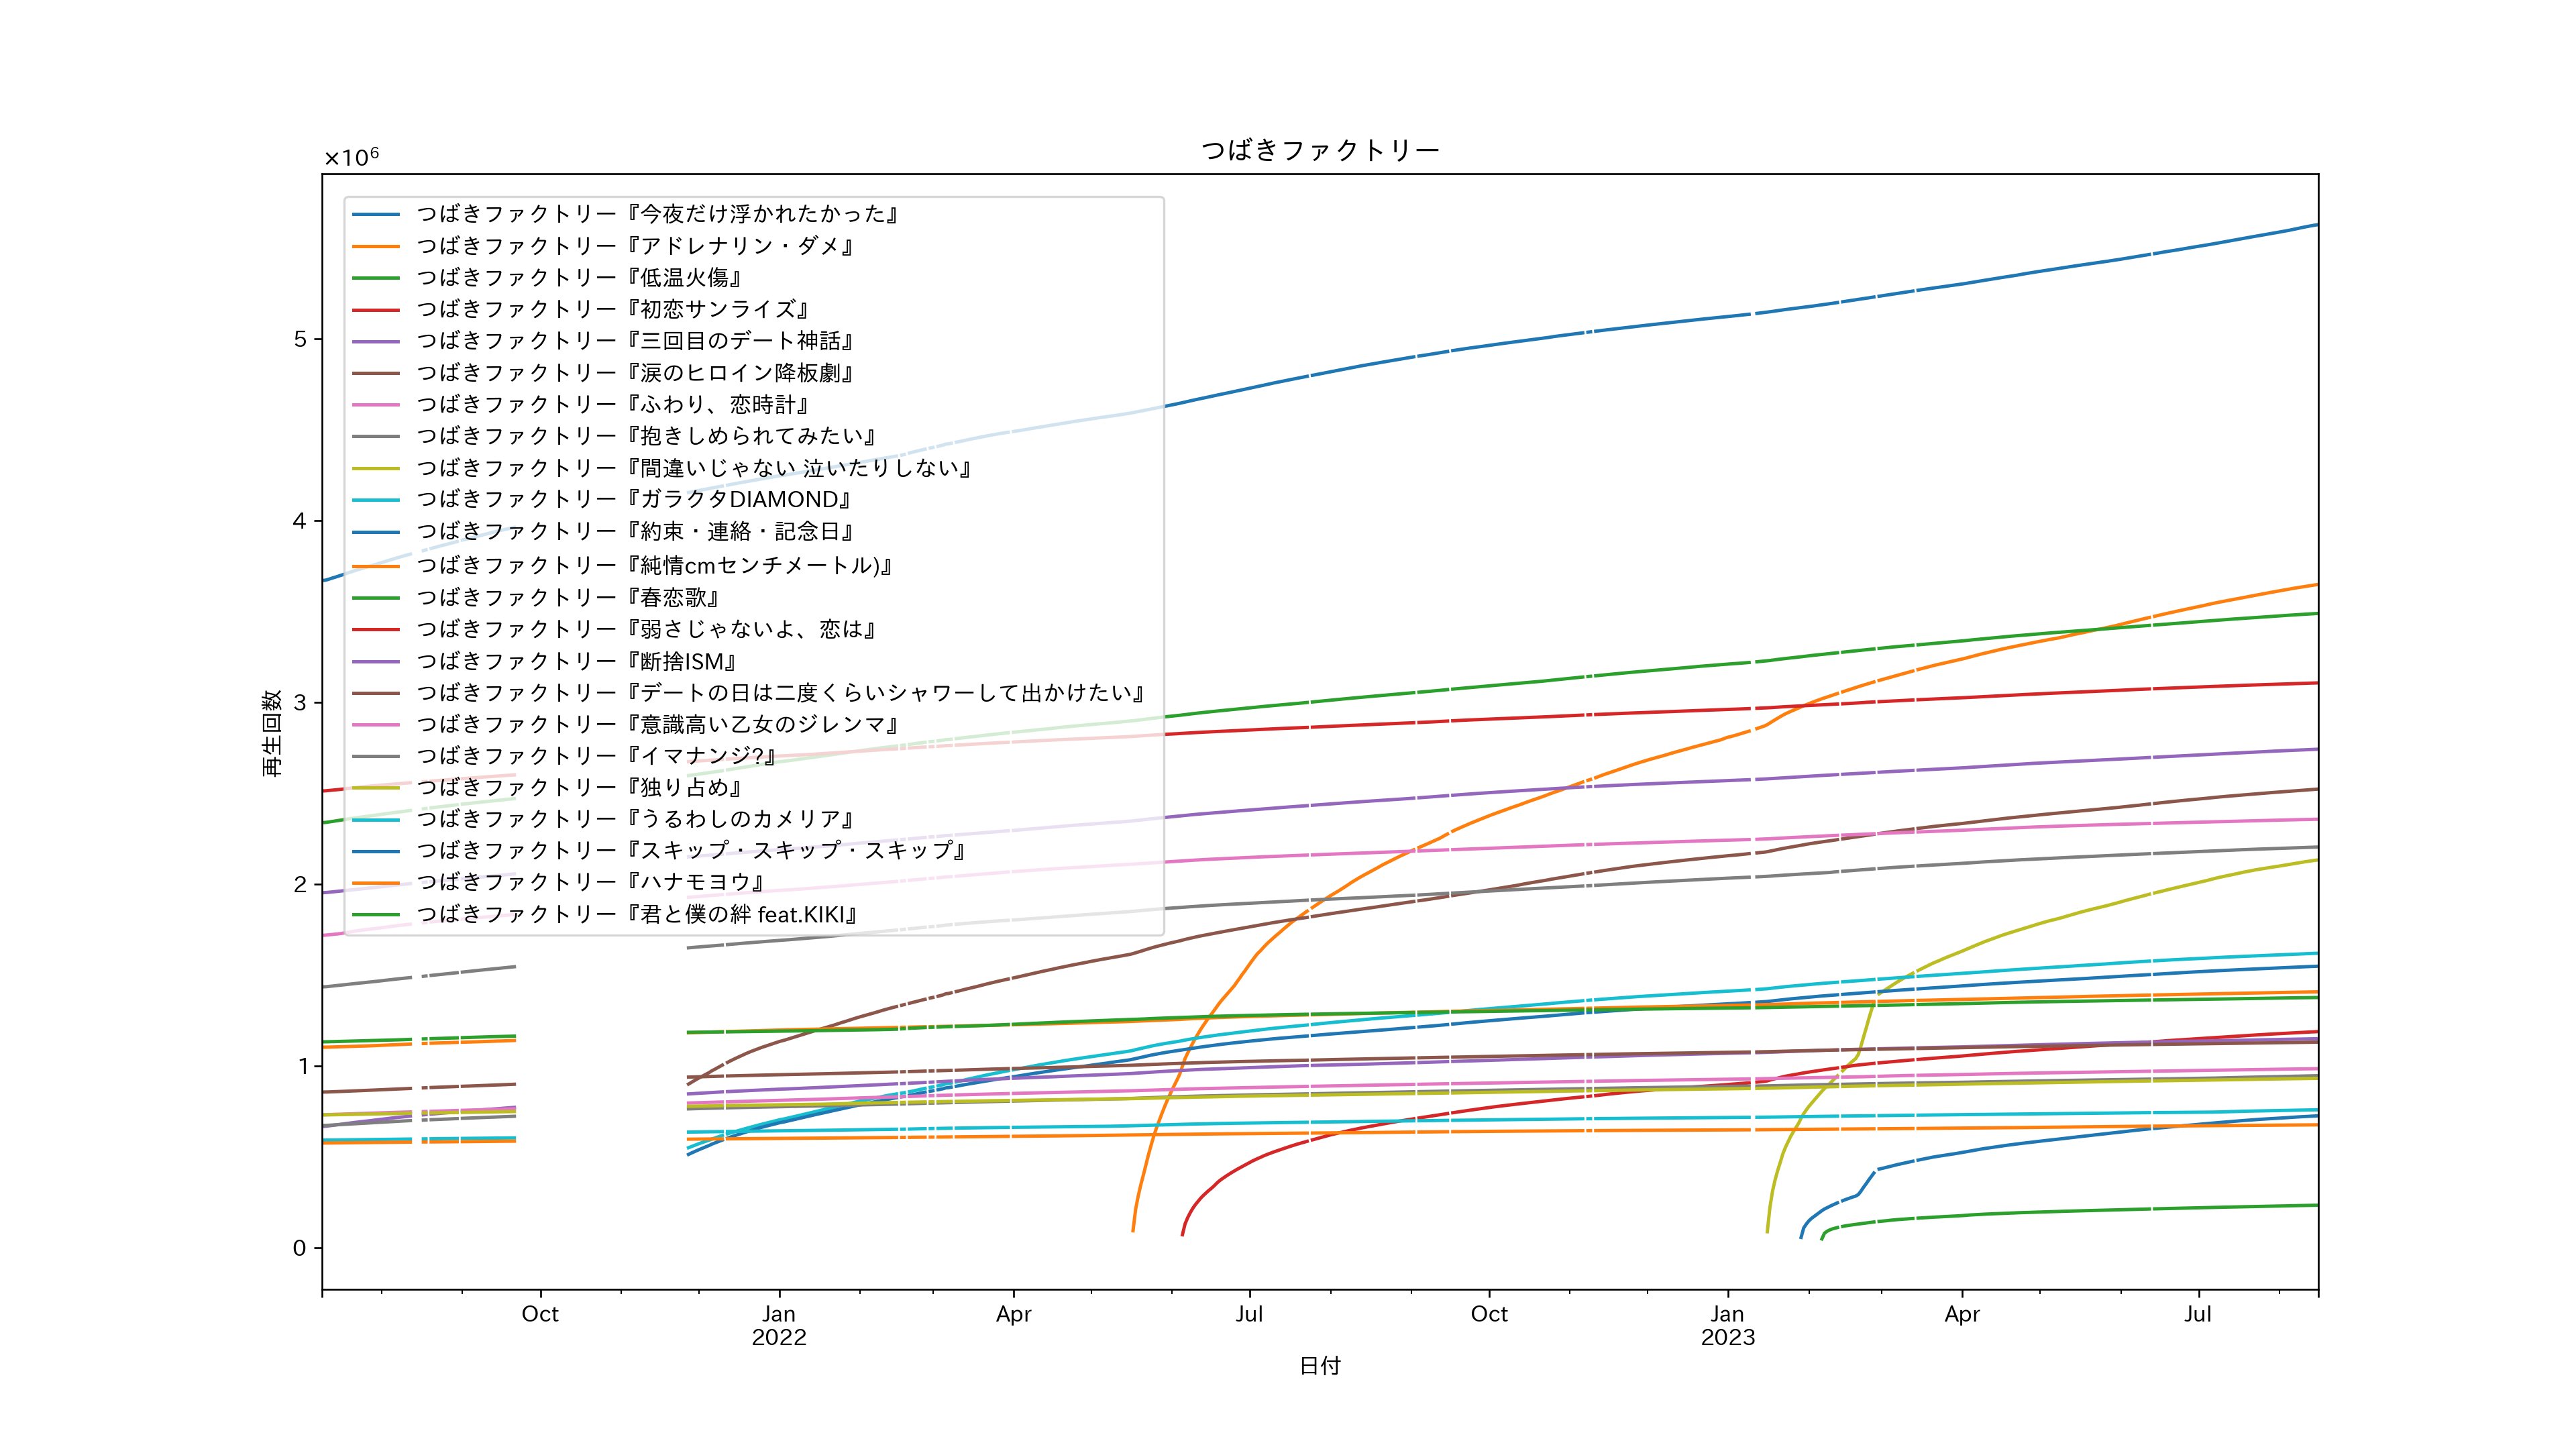 つばきファクトリー
×10⁶
つばきファクトリー『今夜だけ浮かれたかった』
つばきファクトリー『アドレナリン・ダメ』
つばきファクトリー『低温火傷』
つばきファクトリー『初恋サンライズ』
つばきファクトリー『三回目のデート神話』
つばきファクトリー『涙のヒロイン降板劇』
つばきファクトリー『ふわり、恋時計』
つばきファクトリー『抱きしめられてみたい』
つばきファクトリー『間違いじゃない 泣いたりしない』
つばきファクトリー『ガラクタDIAMOND』
つばきファクトリー『約束・連絡・記念日』
つばきファクトリー『純情cmセンチメートル)』
つばきファクトリー『春恋歌』
つばきファクトリー『弱さじゃないよ、恋は』
つばきファクトリー『断捨ISM』
つばきファクトリー『デートの日は二度くらいシャワーして出かけたい』
つばきファクトリー『意識高い乙女のジレンマ』
つばきファクトリー『イマナンジ?』
つばきファクトリー『独り占め』
つばきファクトリー『うるわしのカメリア』
つばきファクトリー『スキップ・スキップ・スキップ』
つばきファクトリー『ハナモヨウ』
つばきファクトリー『君と僕の絆 feat.KIKI』
再生回数
5
4
3
2
1
0
Oct Jan Apr Jul Oct Jan Apr Jul
2022 2023
日付